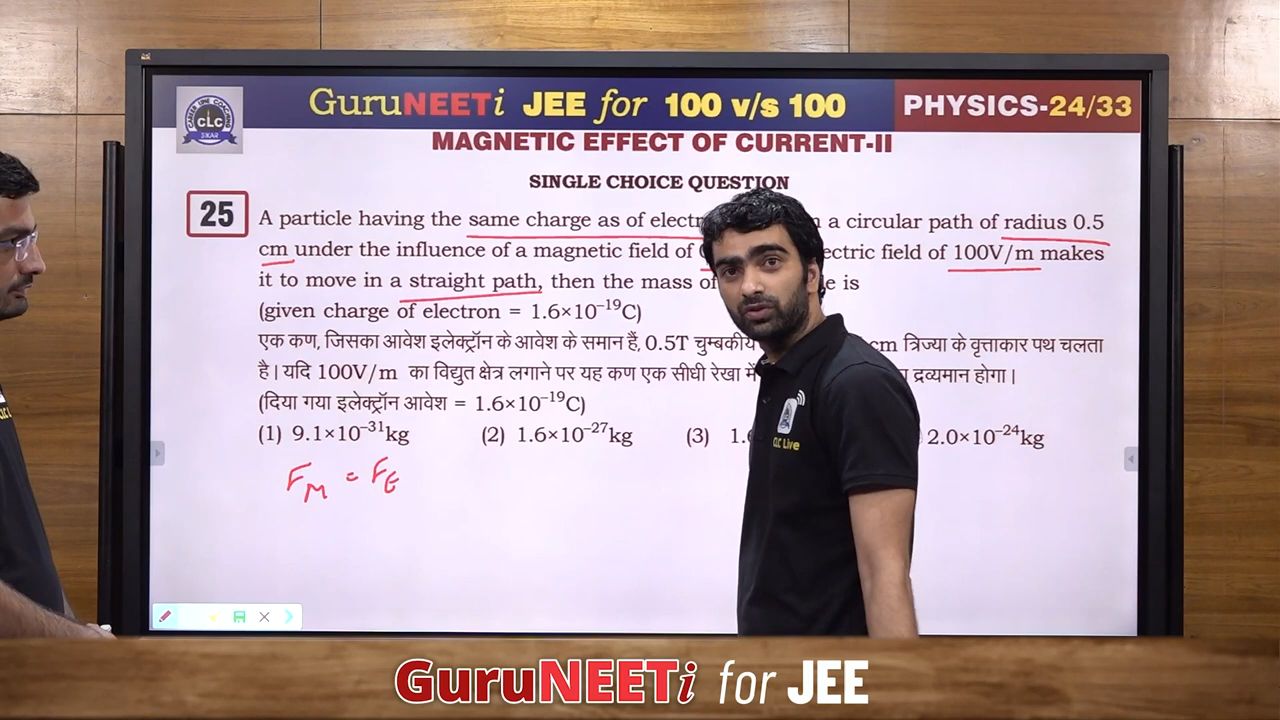 GuruNEETi JEE for 100 v/s 100
PHYSICS-24/33
CLC
SIKAR
MAGNETIC EFFECT OF CURRENT-II
SINGLE CHOICE QUESTION
25
A particle having the same charge as of n a circular path of radius 0.5
cm under the influence of a magnetic field of field of 100V/m makes
it to move in a straight path, then the mass of is
(given charge of electron = 1.6×10⁻¹⁹C)
एक कण, जिसका आवेश इलेक्ट्रॉन के आवेश के समान हैं, 0.5T cm त्रिज्या के वृत्ताकार पथ चलता
है। यदि 100V/m का विद्युत क्षेत्र लगाने पर यह कण एक सीधी रेखा द्रव्यमान होगा।
(दिया गया इलेक्ट्रॉन आवेश = 1.6×10⁻¹⁹C)
(1) 9.1×10⁻³¹kg (2) 1.6×10⁻²⁷kg (3) 2.0×10⁻²⁴kg
F_M = F_E
CLC Live
GuruNEETi for JEE